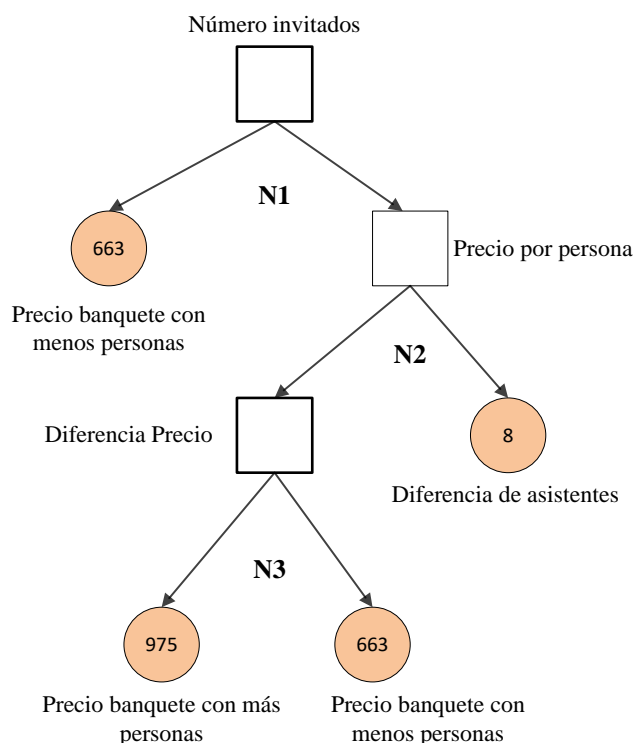 Número invitados
N1
663
Precio por persona
Precio banquete con
menos personas
N2
Diferencia Precio
8
Diferencia de asistentes
N3
975
663
Precio banquete con más
personas
Precio banquete con
menos personas